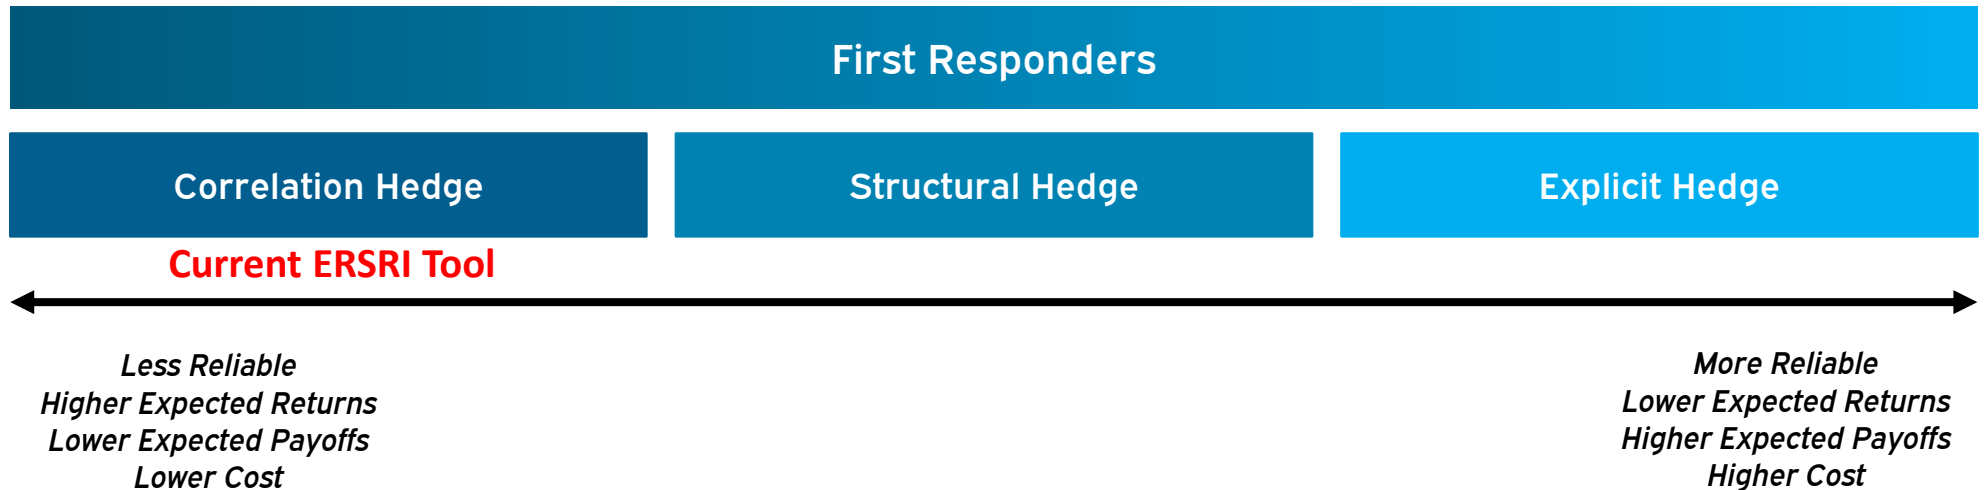 First Responders
Correlation Hedge
Structural Hedge
Explicit Hedge
Current ERSRI Tool
Less Reliable
Higher Expected Returns
Lower Expected Payoffs
Lower Cost
More Reliable
Lower Expected Returns
Higher Expected Payoffs
Higher Cost